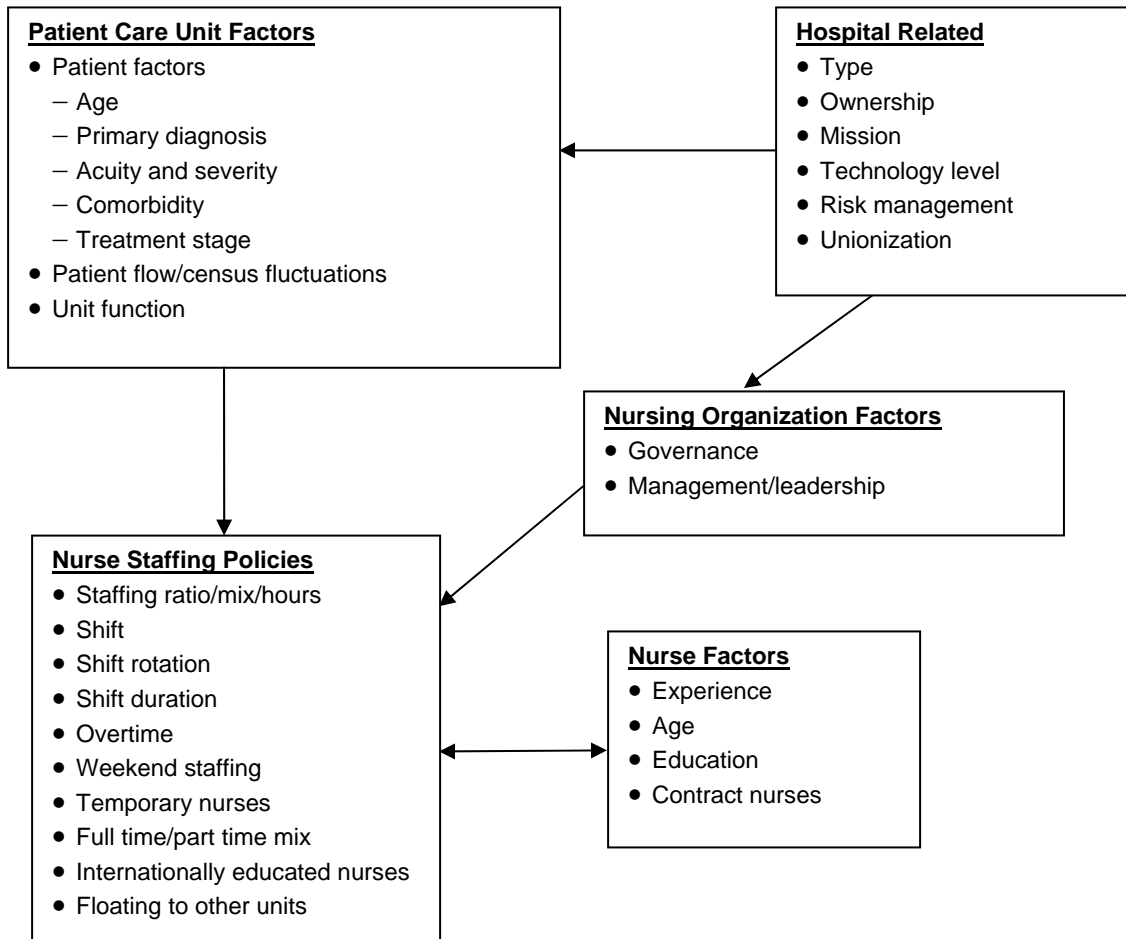 Patient Care Unit Factors
• Patient factors
– Age
– Primary diagnosis
– Acuity and severity
– Comorbidity
– Treatment stage
• Patient flow/census fluctuations
• Unit function
Hospital Related
• Type
• Ownership
• Mission
• Technology level
• Risk management
• Unionization
Nursing Organization Factors
• Governance
• Management/leadership
Nurse Staffing Policies
• Staffing ratio/mix/hours
• Shift
• Shift rotation
• Shift duration
• Overtime
• Weekend staffing
• Temporary nurses
• Full time/part time mix
• Internationally educated nurses
• Floating to other units
Nurse Factors
• Experience
• Age
• Education
• Contract nurses